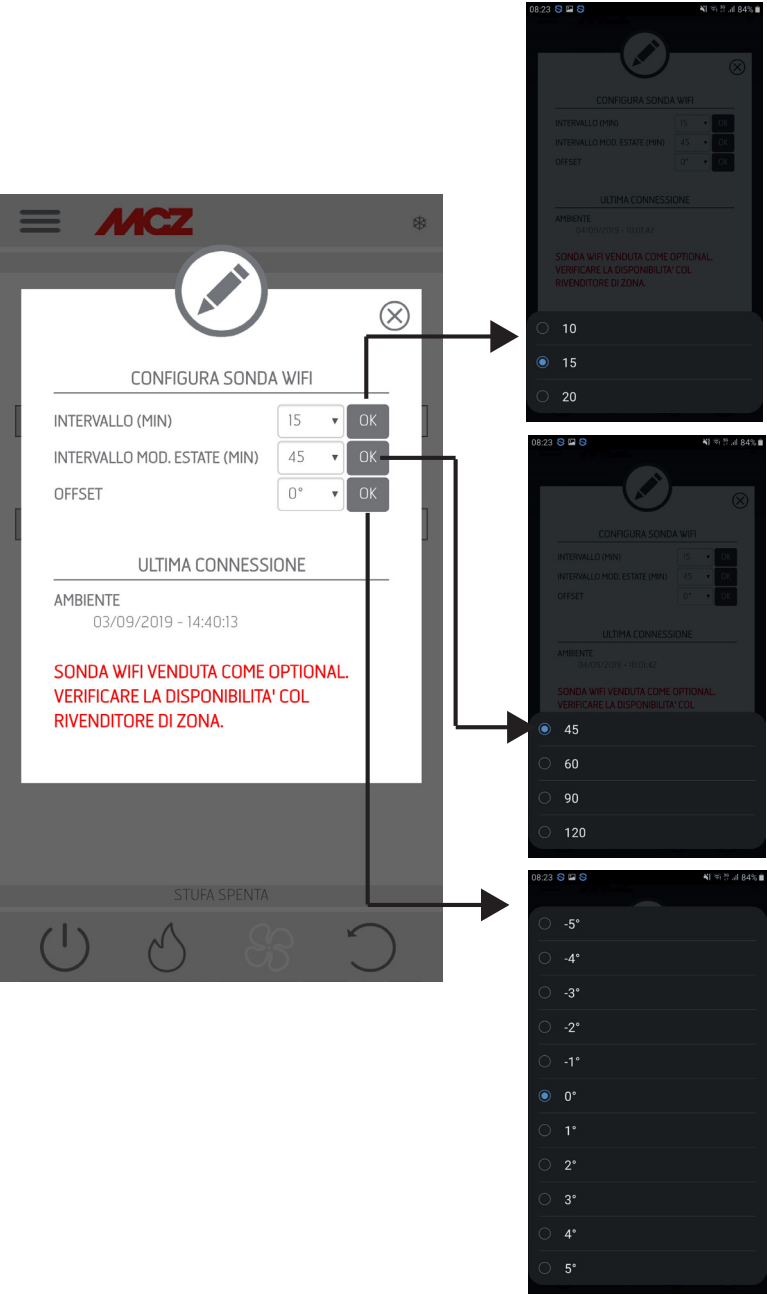 MCZ
CONFIGURA SONDA WIFI
INTERVALLO (MIN) 15 OK
INTERVALLO MOD. ESTATE (MIN) 45 OK
OFFSET 0° OK
ULTIMA CONNESSIONE
AMBIENTE
03/09/2019 - 14:40:13
SONDA WIFI VENDUTA COME OPTIONAL.
VERIFICARE LA DISPONIBILITA' COL
RIVENDITORE DI ZONA.
STUFA SPENTA
08:23 84%
CONFIGURA SONDA WIFI
INTERVALLO (MIN) 15 OK
INTERVALLO MOD. ESTATE (MIN) 45 OK
OFFSET 0° OK
ULTIMA CONNESSIONE
AMBIENTE
SONDA WIFI VENDUTA COME OPTIONAL.
VERIFICARE LA DISPONIBILITA' COL
RIVENDITORE DI ZONA.
10
15
20
08:23 84%
CONFIGURA SONDA WIFI
INTERVALLO (MIN) 15 OK
INTERVALLO MOD. ESTATE (MIN) 45 OK
OFFSET 0° OK
ULTIMA CONNESSIONE
AMBIENTE
SONDA WIFI VENDUTA COME OPTIONAL.
VERIFICARE LA DISPONIBILITA' COL
45
60
90
120
08:23 84%
-5°
-4°
-3°
-2°
-1°
0°
1°
2°
3°
4°
5°